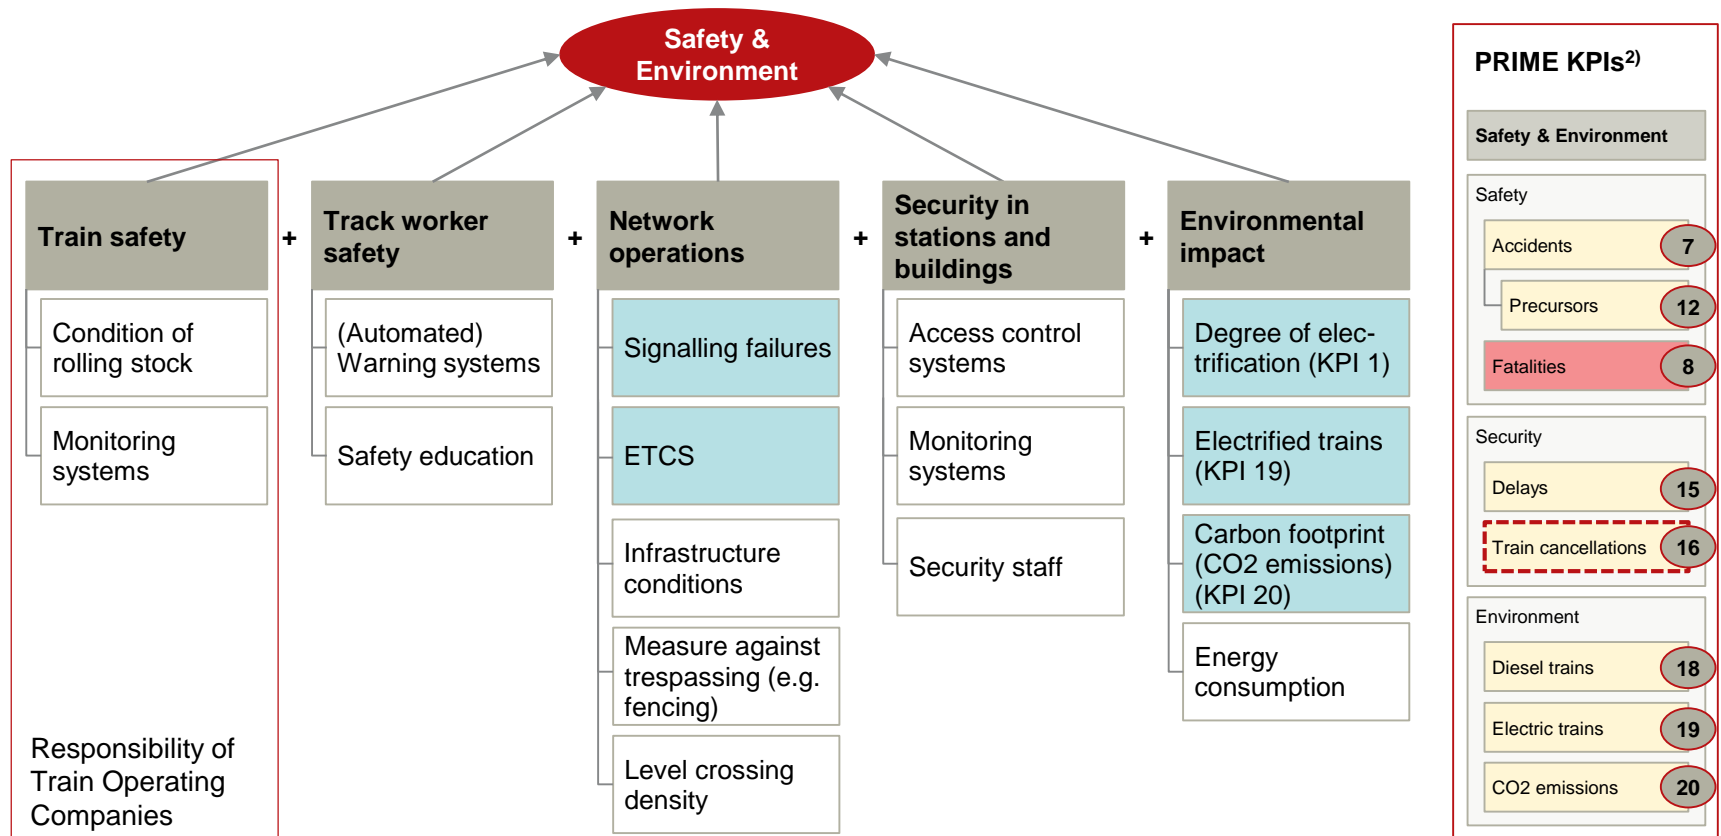 Safety &
Environment
Train safety
+
Track worker
safety
+
Network
operations
+
Security in
stations and
buildings
+
Environmental
impact
Condition of
rolling stock
Monitoring
systems
Responsibility of
Train Operating
Companies
(Automated)
Warning systems
Safety education
Signalling failures
ETCS
Infrastructure
conditions
Measure against
trespassing (e.g.
fencing)
Level crossing
density
Access control
systems
Monitoring
systems
Security staff
Degree of elec-
trification (KPI 1)
Electrified trains
(KPI 19)
Carbon footprint
(CO2 emissions)
(KPI 20)
Energy
consumption
PRIME KPIs2)
Safety & Environment
Safety
Accidents 7
Precursors 12
Fatalities 8
Security
Delays 15
Train cancellations 16
Environment
Diesel trains 18
Electric trains 19
CO2 emissions 20